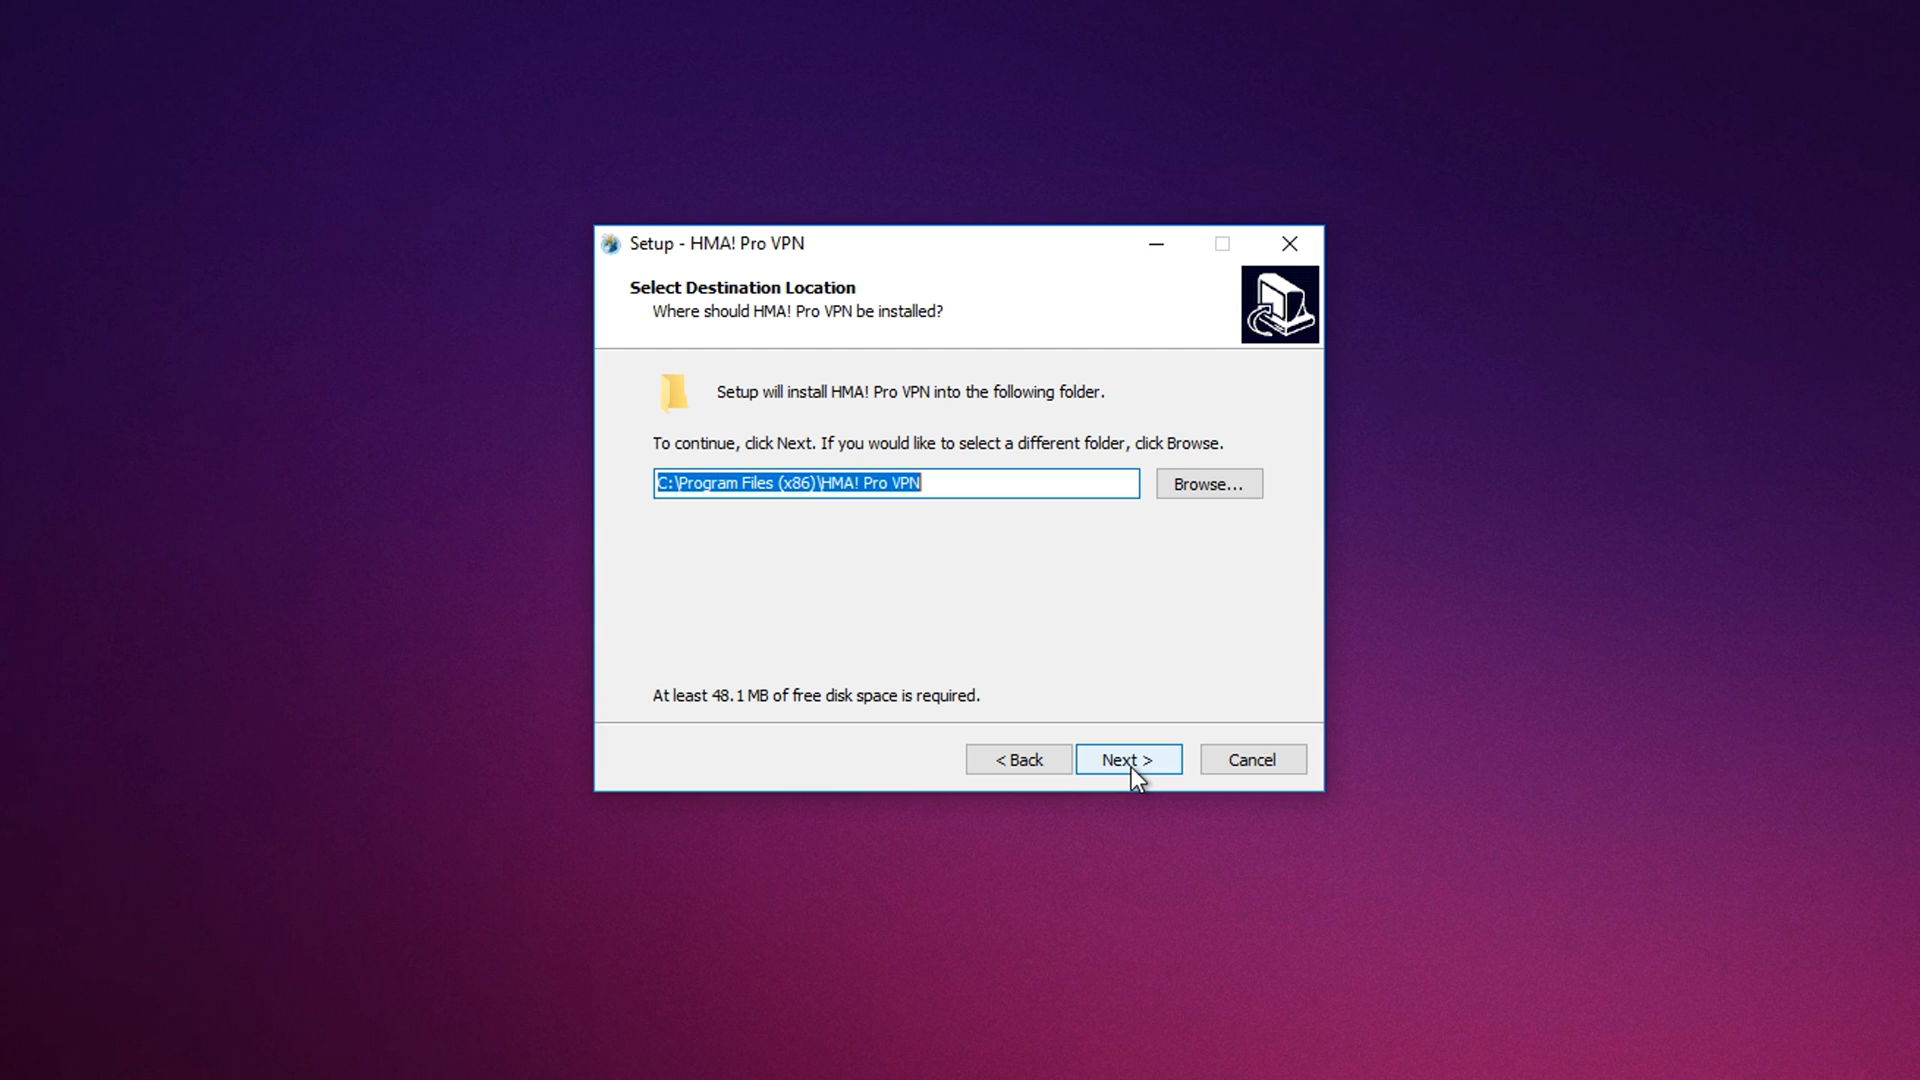 Setup - HMA! Pro VPN
Select Destination Location
Where should HMA! Pro VPN be installed?
Setup will install HMA! Pro VPN into the following folder.
To continue, click Next. If you would like to select a different folder, click Browse.
C:\Program Files (x86)\HMA! Pro VPN
Browse...
At least 48.1 MB of free disk space is required.
< Back
Next >
Cancel